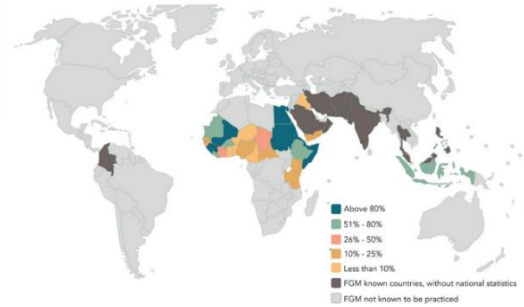 Above 80%
51% - 80%
26% - 50%
10% - 25%
Less than 10%
FGM known countries, without national statistics
FGM not known to be practiced